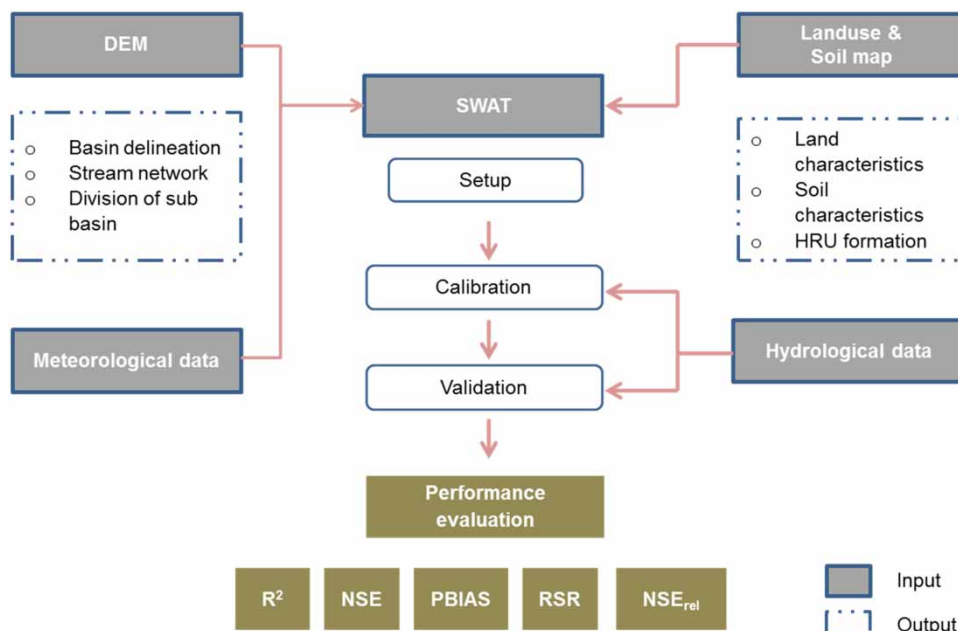 DEM
Landuse &
Soil map
SWAT
o Basin delineation
o Stream network
o Division of sub
basin
Setup
o Land
characteristics
o Soil
characteristics
o HRU formation
Calibration
Meteorological data
Hydrological data
Validation
Performance
evaluation
R²
NSE
PBIAS
RSR
NSErel
Input
Output